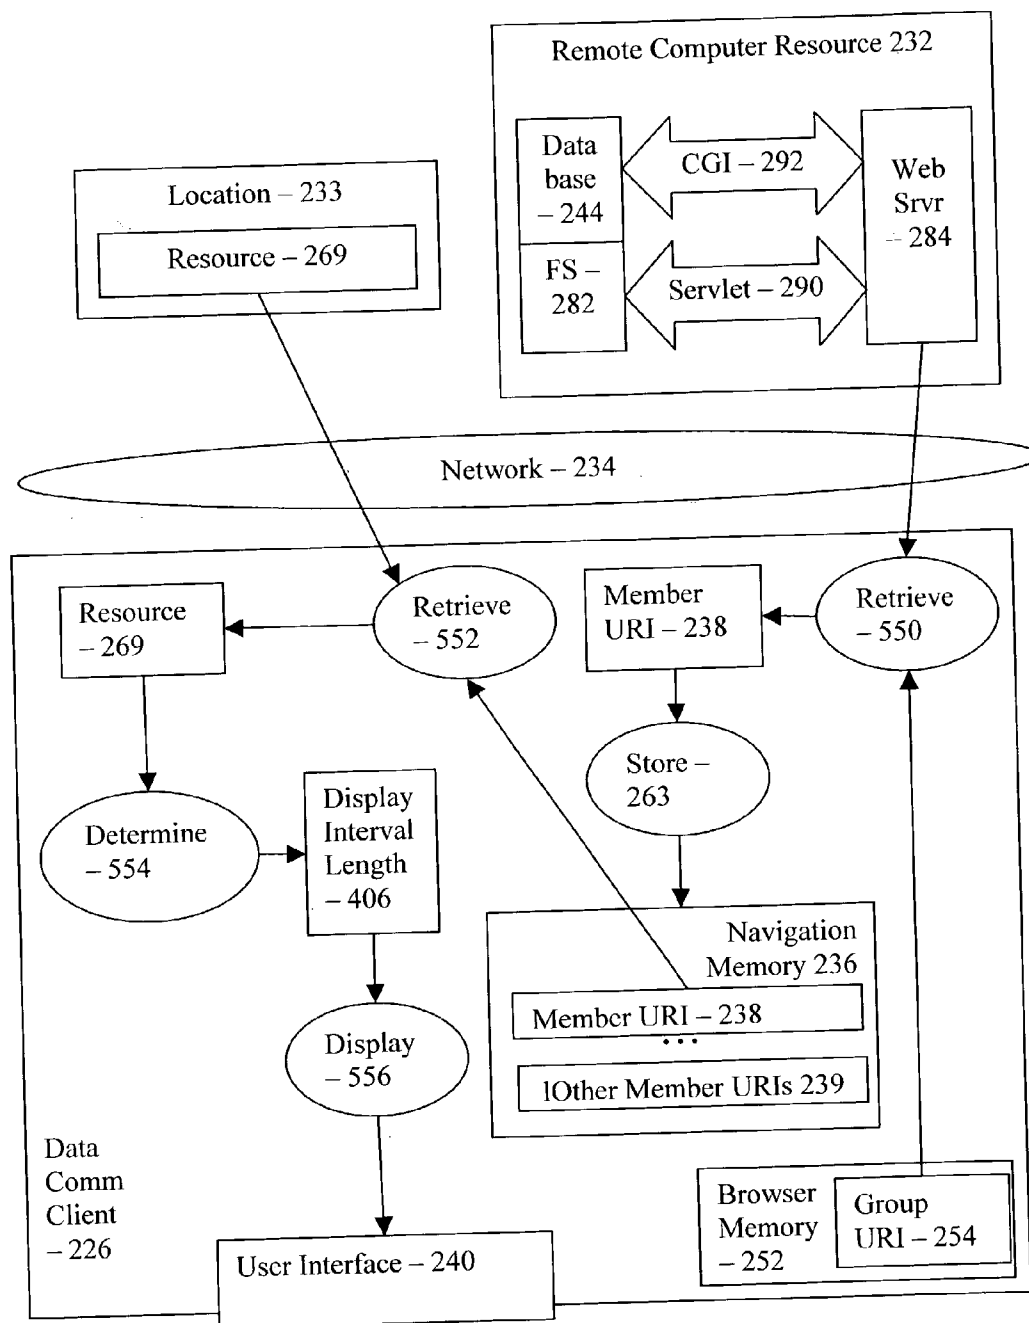 Remote Computer Resource 232
Data
base
– 244
CGI – 292
Web
Srvr
– 284
FS –
282
Servlet – 290
Location – 233
Resource – 269
Network – 234
Resource
– 269
Retrieve
– 552
Member
URI – 238
Retrieve
– 550
Store –
263
Determine
– 554
Display
Interval
Length
– 406
Navigation
Memory 236
Member URI – 238
...
lOther Member URIs 239
Display
– 556
Data
Comm
Client
– 226
Browser
Memory
– 252
Group
URI – 254
User Interface – 240